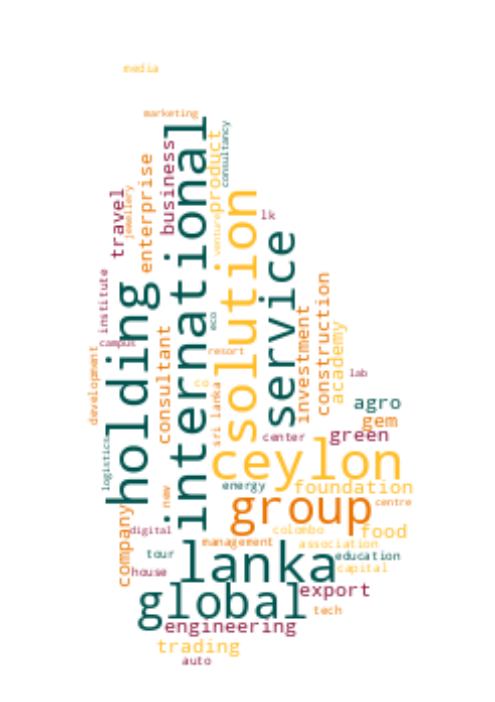 media
marketing
international
consultancy
business
product
enterprise
travel
jewellery
venture
solution
lk
service
holding
institute
campus
eco
construction
investment
academy
consultant
development
resort
lab
co
sri lanka
agro
gem
green
center
ceylon
logistics
energy
foundation
new
.
group
centre
company
digital
colombo
food
management
association
tour
lanka
education
capital
house
global
export
tech
engineering
trading
auto